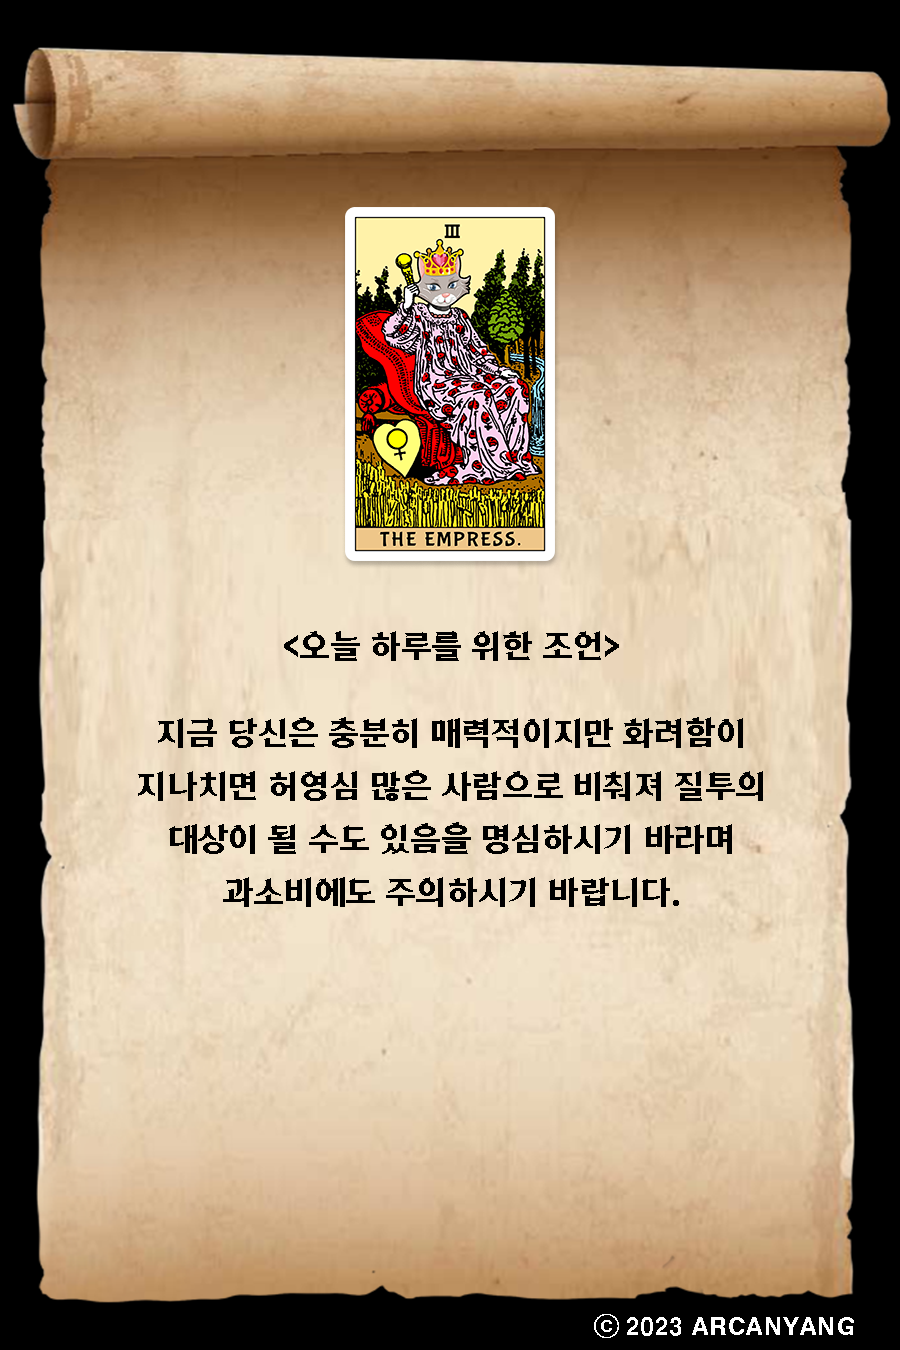 III
THE EMPRESS.
<오늘 하루를 위한 조언>
지금 당신은 충분히 매력적이지만 화려함이
지나치면 허영심 많은 사람으로 비춰져 질투의
대상이 될 수도 있음을 명심하시기 바라며
과소비에도 주의하시기 바랍니다.
© 2023 ARCANYANG